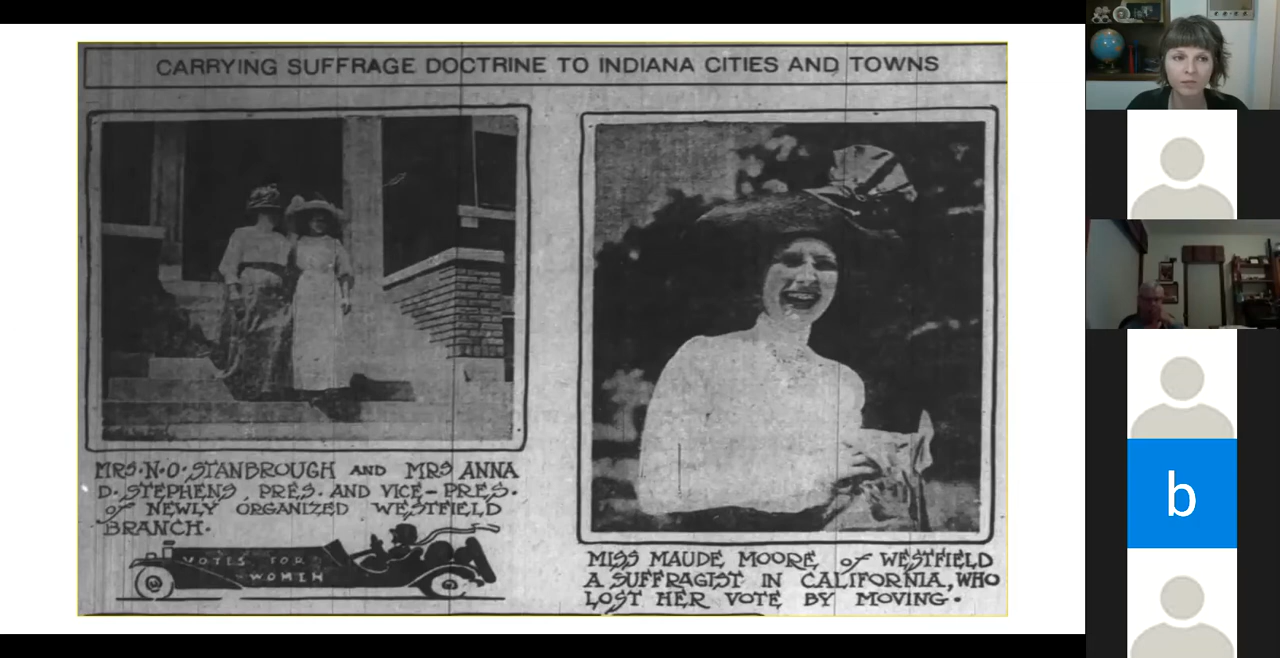 CARRYING SUFFRAGE DOCTRINE TO INDIANA CITIES AND TOWNS
MRS. N. O. STANBROUGH AND MRS ANNA
D. STEPHENS, PRES. AND VICE-PRES.
of NEWLY ORGANIZED WESTFIELD
BRANCH.
VOTES FOR
WOMEN
MISS MAUDE MOORE, of WESTFIELD
A SUFFRAGIST IN CALIFORNIA, WHO
LOST HER VOTE BY MOVING.
b